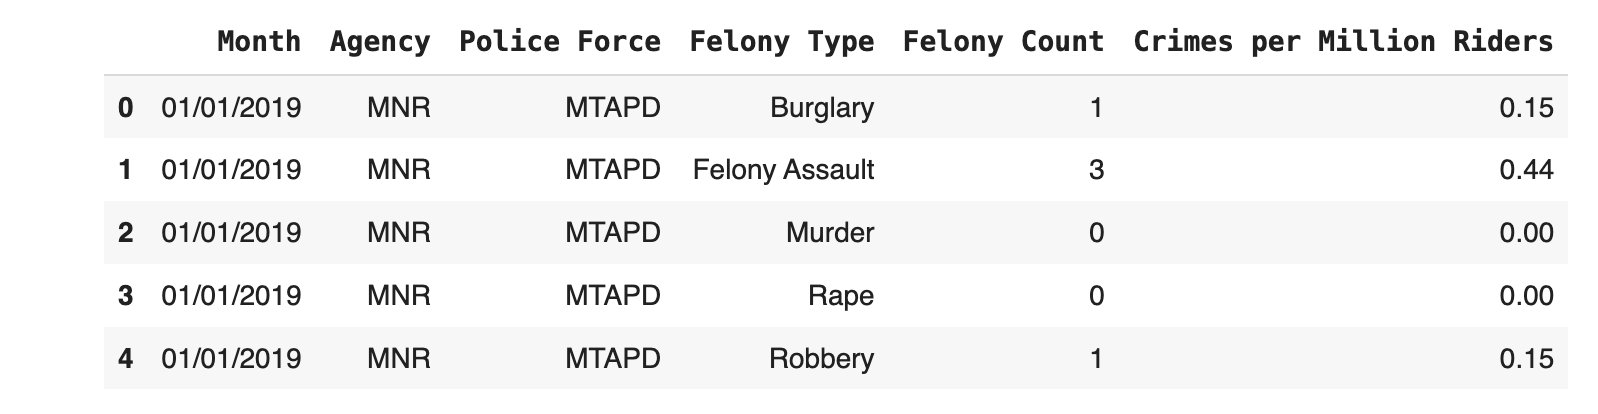 Month Agency Police Force Felony Type Felony Count Crimes per Million Riders
0 01/01/2019 MNR MTAPD Burglary 1 0.15
1 01/01/2019 MNR MTAPD Felony Assault 3 0.44
2 01/01/2019 MNR MTAPD Murder 0 0.00
3 01/01/2019 MNR MTAPD Rape 0 0.00
4 01/01/2019 MNR MTAPD Robbery 1 0.15